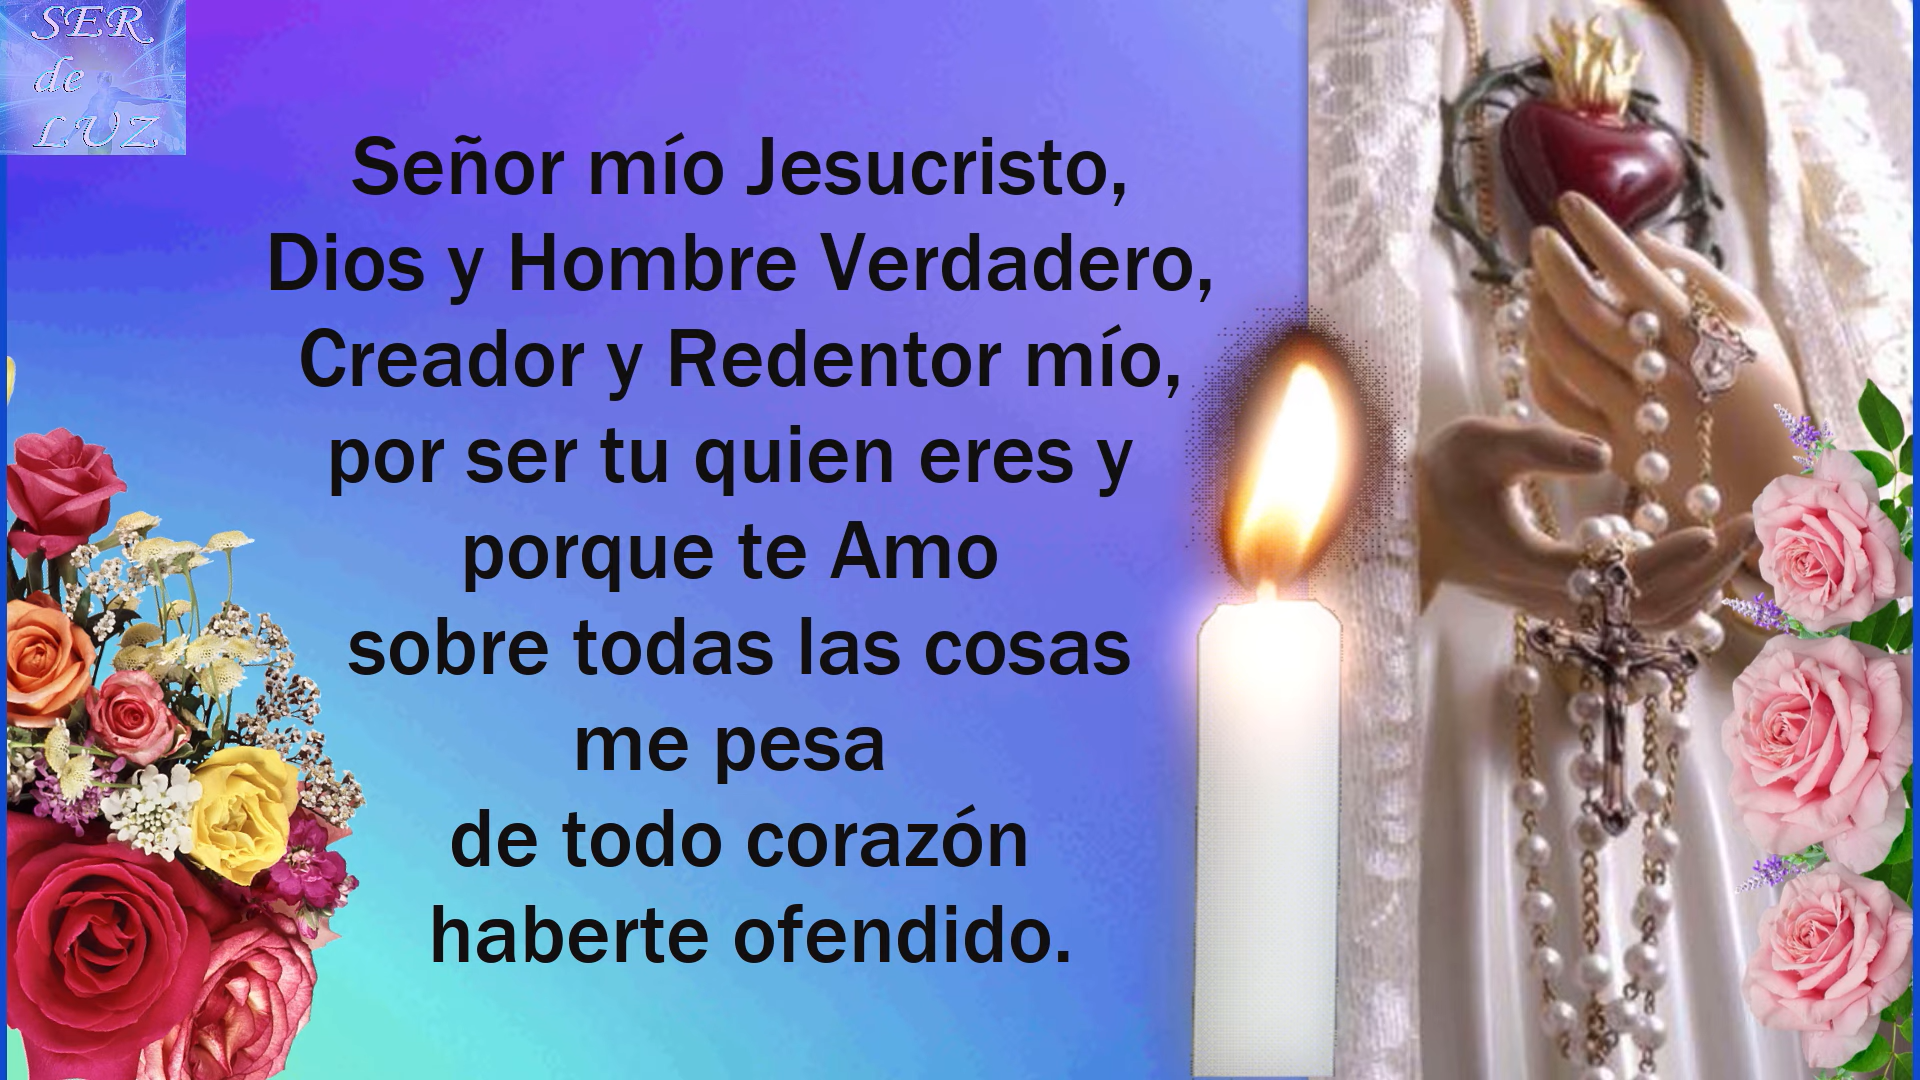 SER
de
LUZ
Señor mío Jesucristo,
Dios y Hombre Verdadero,
Creador y Redentor mío,
por ser tu quien eres y
porque te Amo
sobre todas las cosas
me pesa
de todo corazón
haberte ofendido.